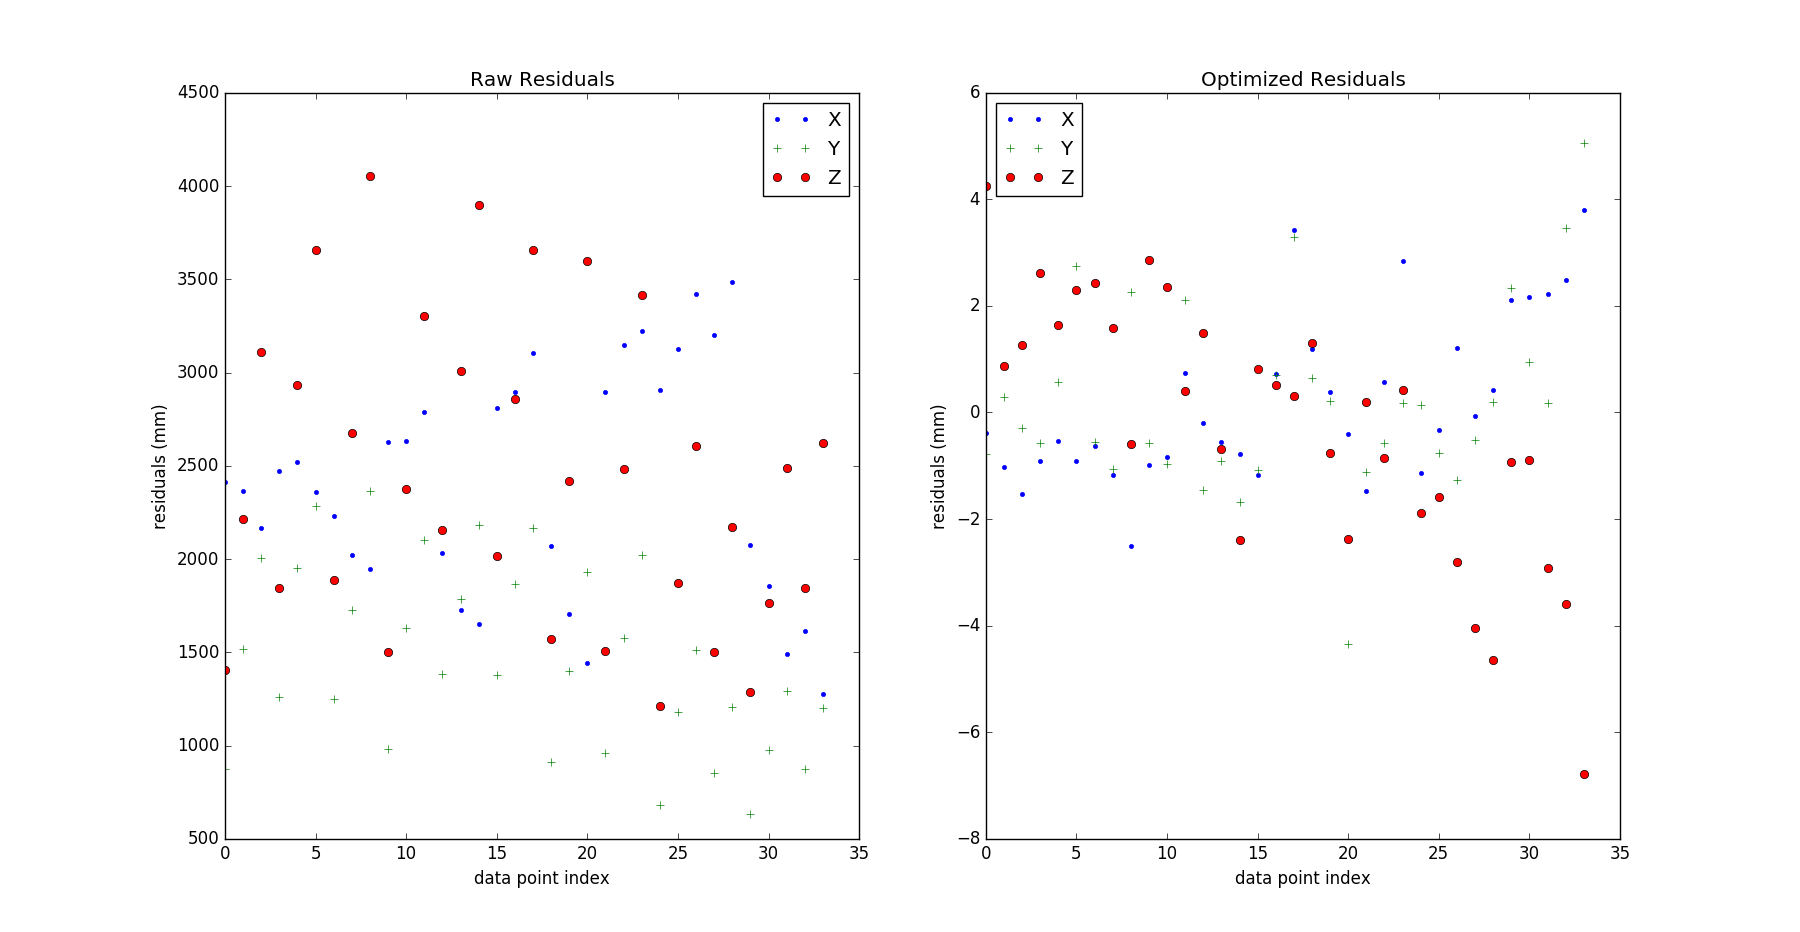 Raw Residuals
4500
4000
3500
3000
2500
2000
1500
1000
500
residuals (mm)
X
Y
Z
0 5 10 15 20 25 30 35
data point index
Optimized Residuals
6
4
2
0
−2
−4
−6
−8
residuals (mm)
X
Y
Z
0 5 10 15 20 25 30 35
data point index